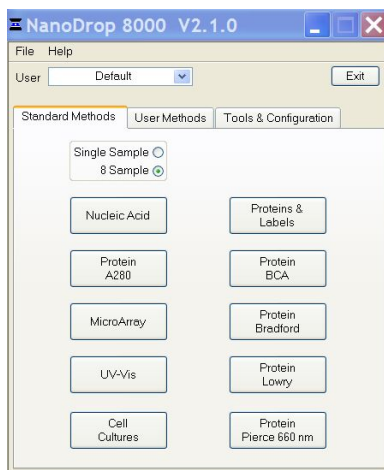 NanoDrop 8000 V2.1.0
File Help
User Default Exit
Standard Methods User Methods Tools & Configuration
Single Sample
8 Sample
Nucleic Acid
Proteins &
Labels
Protein
A280
Protein
BCA
MicroArray
Protein
Bradford
UV-Vis
Protein
Lowry
Cell
Cultures
Protein
Pierce 660 nm